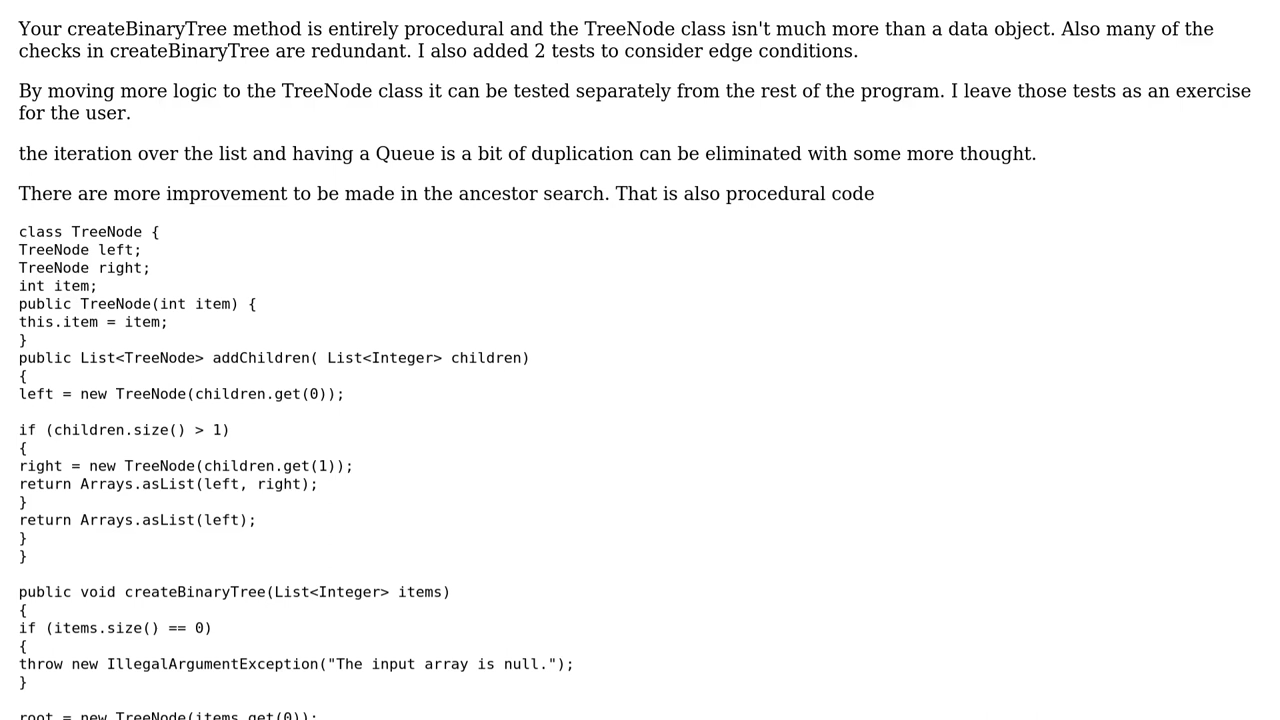 Your createBinaryTree method is entirely procedural and the TreeNode class isn't much more than a data object. Also many of the
checks in createBinaryTree are redundant. I also added 2 tests to consider edge conditions.
By moving more logic to the TreeNode class it can be tested separately from the rest of the program. I leave those tests as an exercise
for the user.
the iteration over the list and having a Queue is a bit of duplication can be eliminated with some more thought.
There are more improvement to be made in the ancestor search. That is also procedural code
class TreeNode {
TreeNode left;
TreeNode right;
int item;
public TreeNode(int item) {
this.item = item;
}
public List<TreeNode> addChildren( List<Integer> children)
{
left = new TreeNode(children.get(0));
if (children.size() > 1)
{
right = new TreeNode(children.get(1));
return Arrays.asList(left, right);
}
return Arrays.asList(left);
}
}
public void createBinaryTree(List<Integer> items)
{
if (items.size() == 0)
{
throw new IllegalArgumentException("The input array is null.");
}
root = new TreeNode(items.get(0));